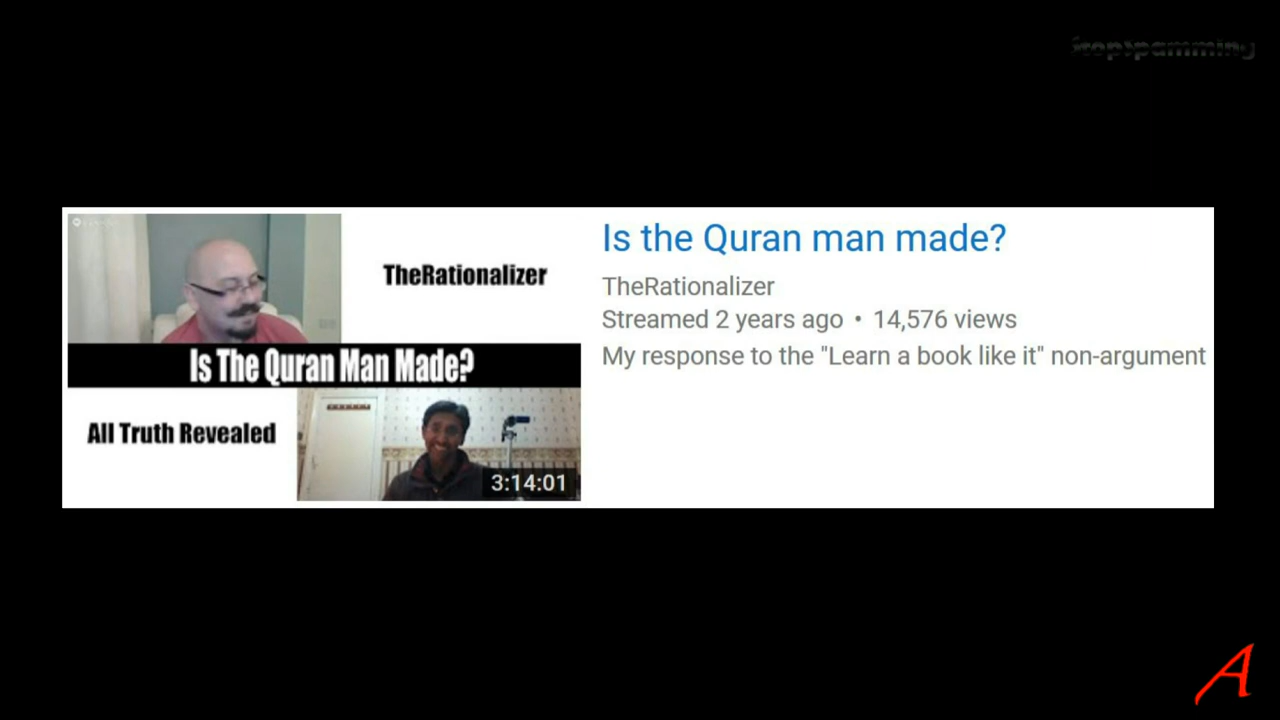 TheRationalizer
Is The Quran Man Made?
All Truth Revealed
3:14:01
Is the Quran man made?
TheRationalizer
Streamed 2 years ago • 14,576 views
My response to the "Learn a book like it" non-argument
A